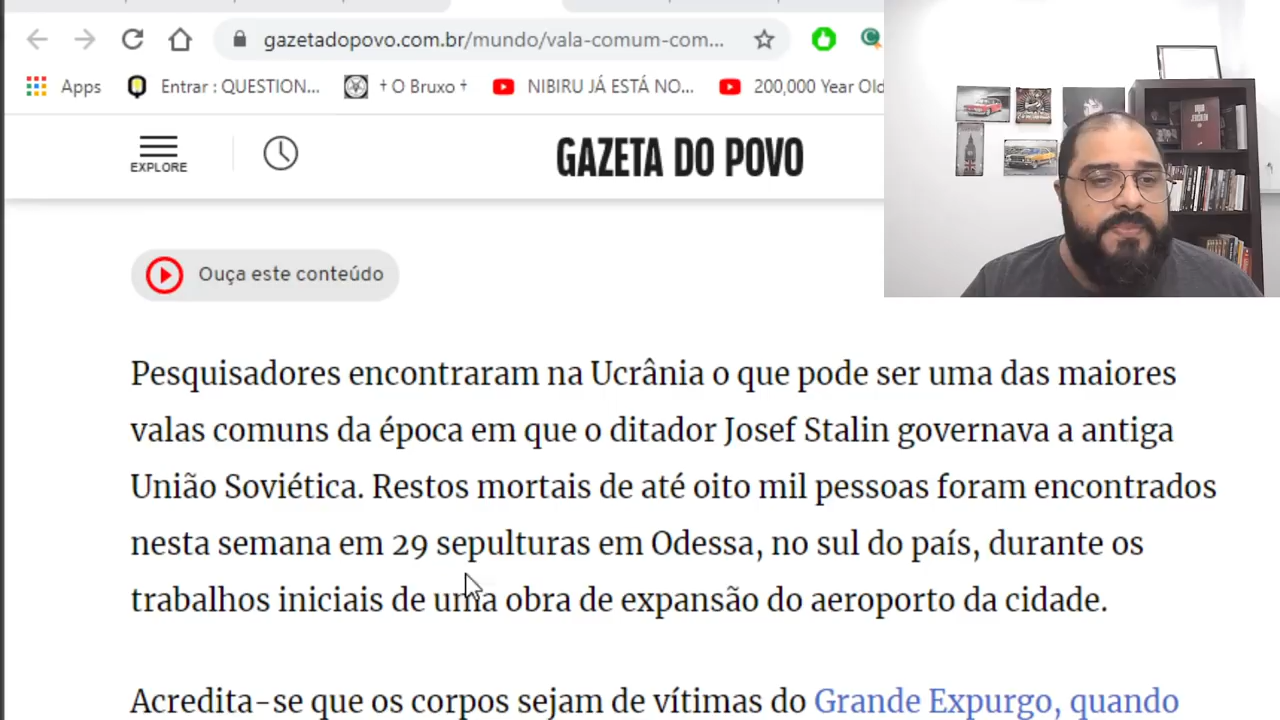 gazetadopovo.com.br/mundo/vala-comum-com...
Apps
Entrar : QUESTION...
† O Bruxo †
NIBIRU JÁ ESTÁ NO...
200,000 Year Old
EXPLORE
GAZETA DO POVO
Ouça este conteúdo
Pesquisadores encontraram na Ucrânia o que pode ser uma das maiores
valas comuns da época em que o ditador Josef Stalin governava a antiga
União Soviética. Restos mortais de até oito mil pessoas foram encontrados
nesta semana em 29 sepulturas em Odessa, no sul do país, durante os
trabalhos iniciais de uma obra de expansão do aeroporto da cidade.
Acredita-se que os corpos sejam de vítimas do Grande Expurgo, quando